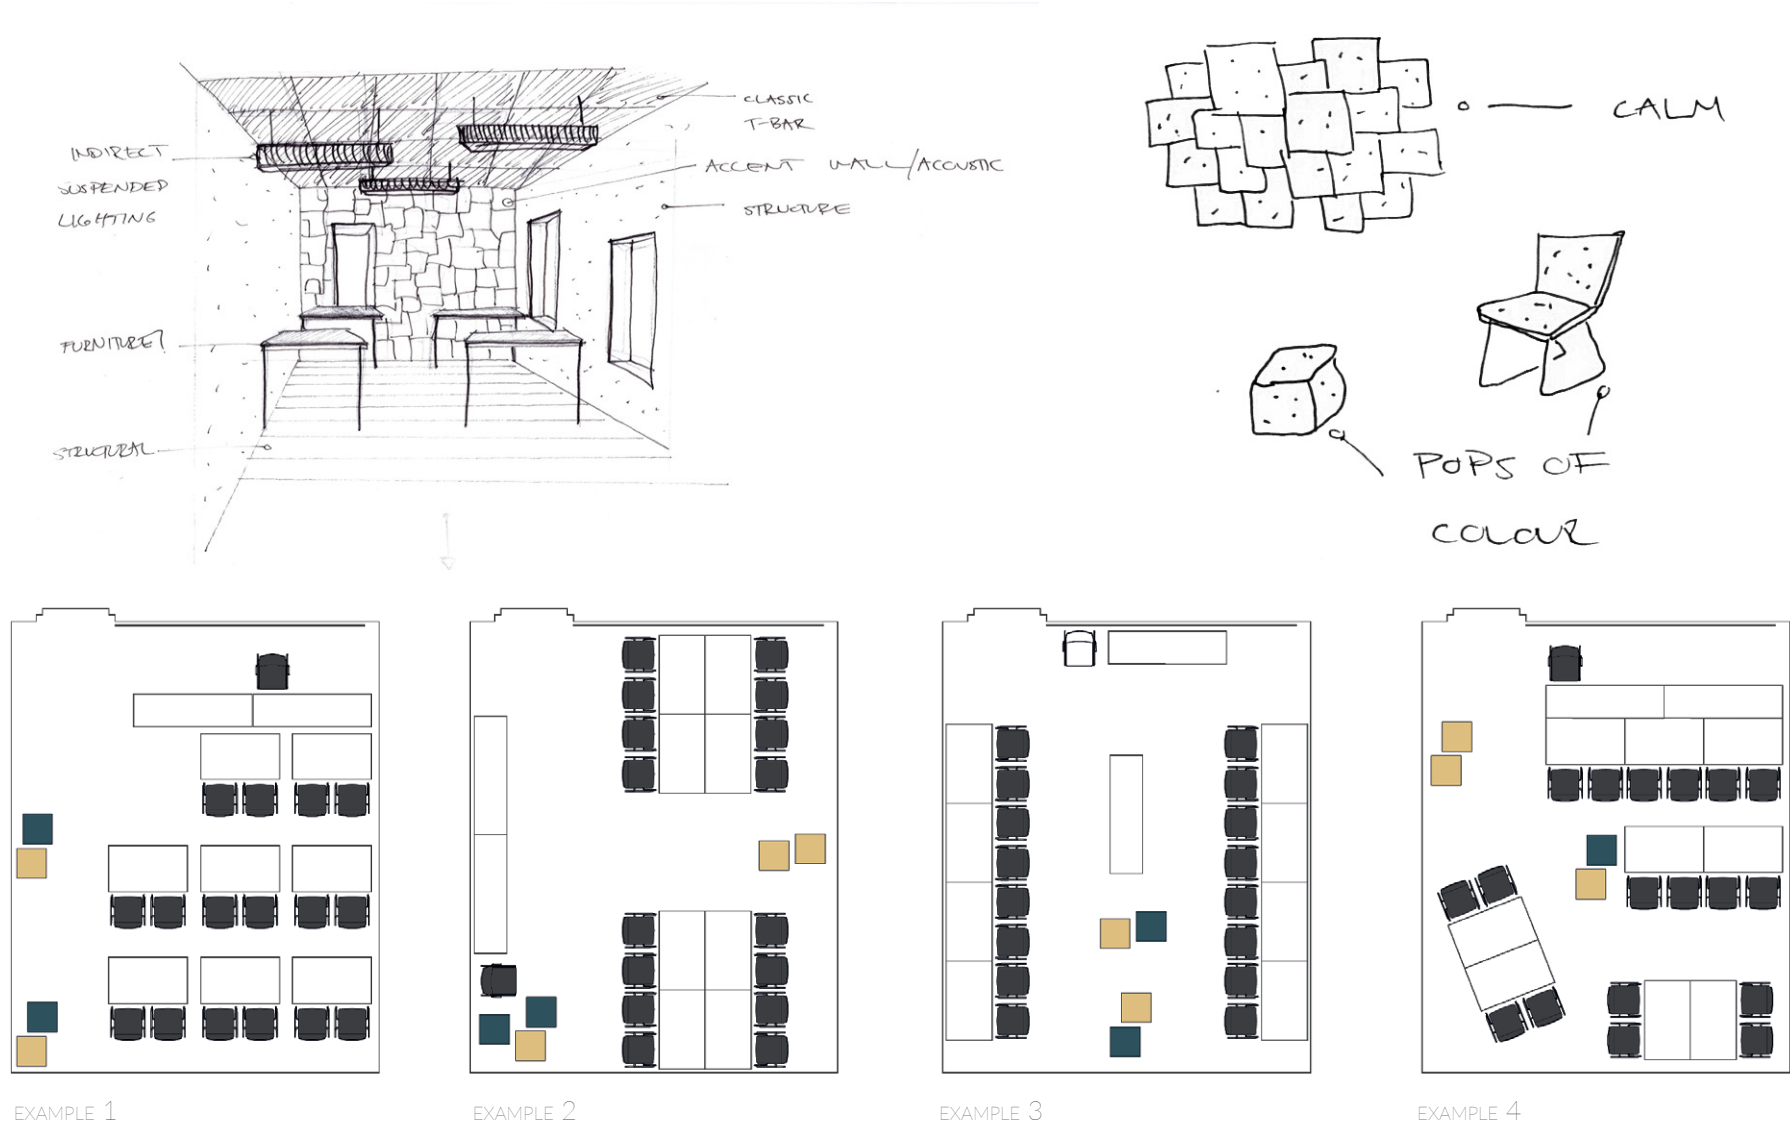 INDIRECT
SUSPENDED
LIGHTING
FURNITURE?
STRUCTURAL
CLASSIC
T-BAR
ACCENT WALL/ACOUSTIC
STRUCTURE
CALM
POPS OF
COLOUR
EXAMPLE 1
EXAMPLE 2
EXAMPLE 3
EXAMPLE 4